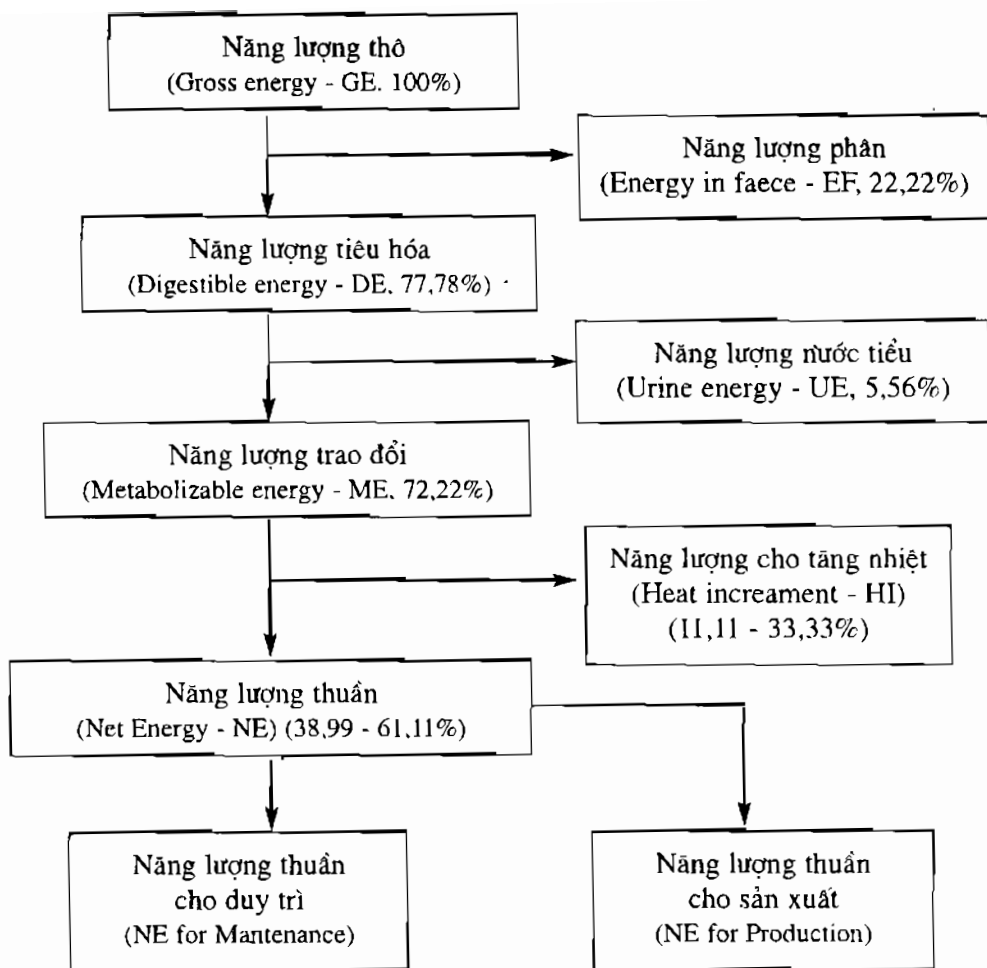 Năng lượng thô
(Gross energy - GE. 100%)
Năng lượng phân
(Energy in faece - EF, 22,22%)
Năng lượng tiêu hóa
(Digestible energy - DE. 77,78%)
Năng lượng nước tiểu
(Urine energy - UE, 5,56%)
Năng lượng trao đổi
(Metabolizable energy - ME. 72,22%)
Năng lượng cho tăng nhiệt
(Heat increament - HI)
(11,11 - 33,33%)
Năng lượng thuần
(Net Energy - NE) (38,99 - 61,11%)
Năng lượng thuần
cho duy trì
(NE for Mantenance)
Năng lượng thuần
cho sản xuất
(NE for Production)